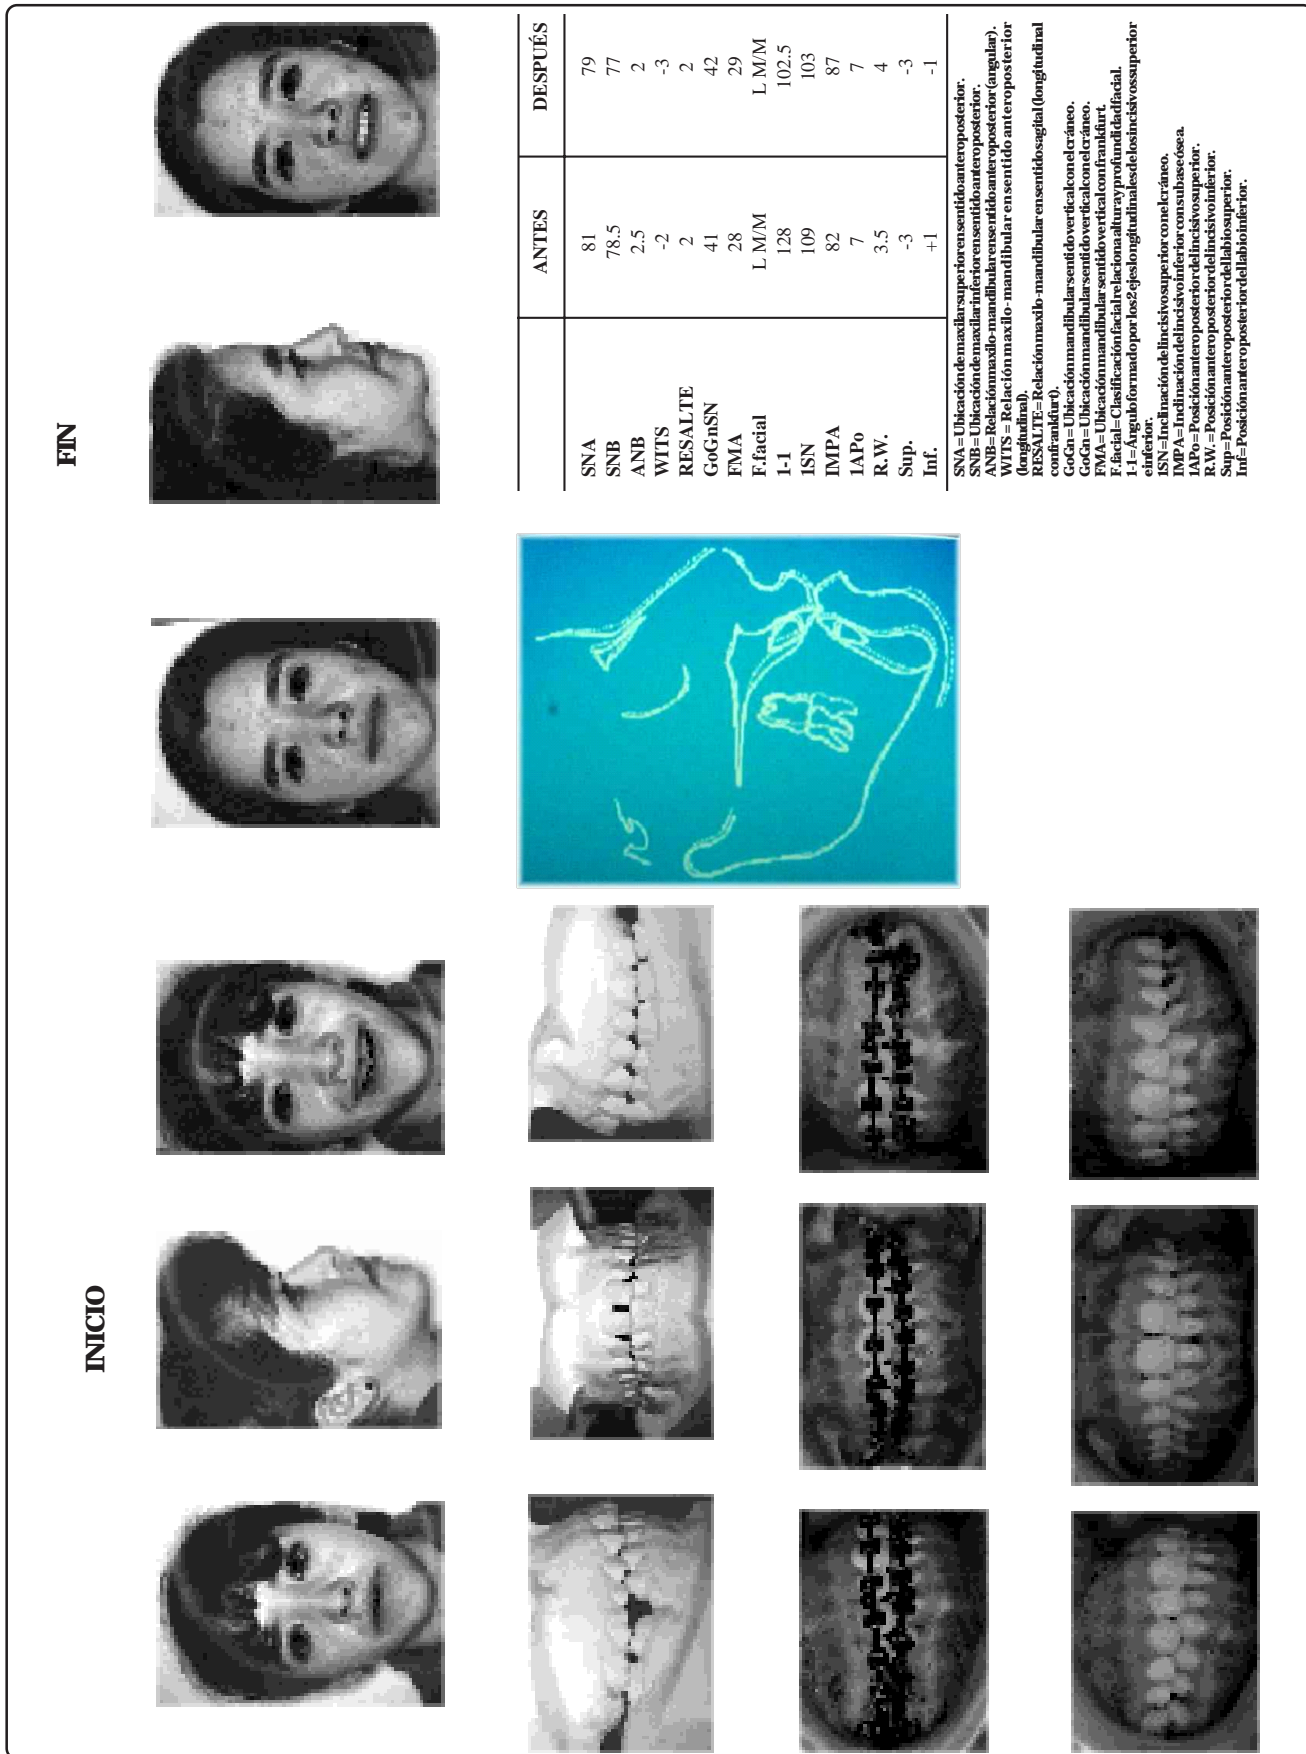 INICIO
FIN
ANTES DESPUÉS
SNA 81 79
SNB 78.5 77
ANB 2.5 2
WITS -2 -3
RESALTE 2 2
GoGnSN 41 42
FMA 28 29
F.facial L M/M L M/M
1-1 128 102.5
1SN 109 103
IMPA 82 87
1APo 7 7
R.W. 3.5 4
Sup. -3 -3
Inf. +1 -1
SNA=Ubicacióndemaxilarsuperiorensentidoanteroposterior.
SNB=Ubicacióndemaxilarinferiorensentidoanteroposterior.
ANB=Relaciónmaxilo-mandibularensentidoanteroposterior(angular).
WITS = Relación maxilo- mandibular en sentido anteroposterior
(longitudinal).
RESALTE=Relaciónmaxilo-mandibularensentidosagital(longitudinal
confrankfurt).
GoGn=Ubicaciónmandibularsentidoverticalconelcráneo.
GoGn=Ubicaciónmandibularsentidoverticalconelcráneo.
FMA=Ubicaciónmandibularsentidoverticalconfrankfurt.
F.facial=Clasificaciónfacialrelacionaalturayprofundidadfacial.
1-1=Ánguloformadoporlos2ejeslongitudinalesdelosincisivossuperior
einferior.
1SN=Inclinacióndelincisivosuperiorconelcráneo.
IMPA=Inclinacióndelincisivoinferiorconsubaseósea.
1APo=Posiciónanteroposteriordelincisivosuperior.
R.W. =Posiciónanteroposteriordelincisivoinferior.
Sup=Posiciónanteroposteriordellabiosuperior.
Inf=Posiciónanteroposteriordellabioinferior.